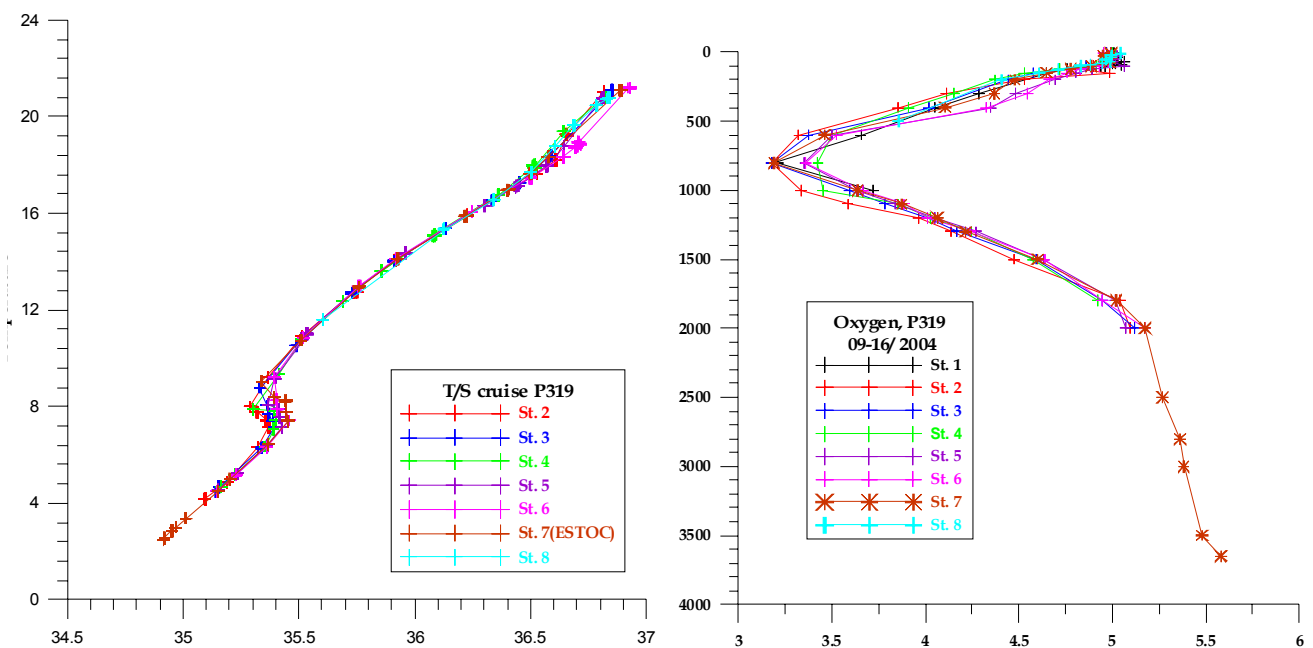 24
20
16
12
8
4
0
34.5 35 35.5 36 36.5 37
T/S cruise P319
St. 2
St. 3
St. 4
St. 5
St. 6
St. 7(ESTOC)
St. 8
0
500
1000
1500
2000
2500
3000
3500
4000
3 3.5 4 4.5 5 5.5 6
Oxygen, P319
09-16/2004
St. 1
St. 2
St. 3
St. 4
St. 5
St. 6
St. 7
St. 8